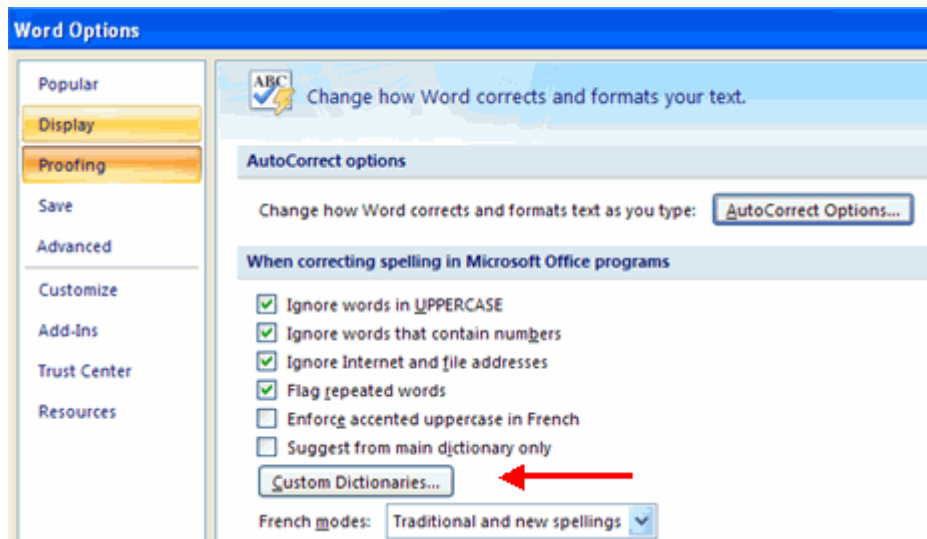 Word Options
Popular
Display
Proofing
Save
Advanced
Customize
Add-Ins
Trust Center
Resources
ABC
Change how Word corrects and formats your text.
AutoCorrect options
Change how Word corrects and formats text as you type: AutoCorrect Options...
When correcting spelling in Microsoft Office programs
Ignore words in UPPERCASE
Ignore words that contain numbers
Ignore Internet and file addresses
Flag repeated words
Enforce accented uppercase in French
Suggest from main dictionary only
Custom Dictionaries...
French modes: Traditional and new spellings